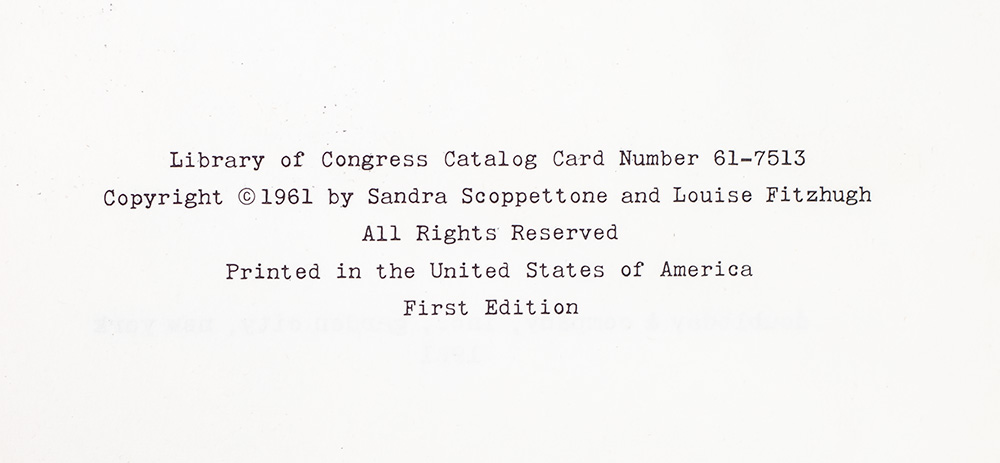 Library of Congress Catalog Card Number 61-7513
Copyright ©1961 by Sandra Scoppettone and Louise Fitzhugh
All Rights Reserved
Printed in the United States of America
First Edition